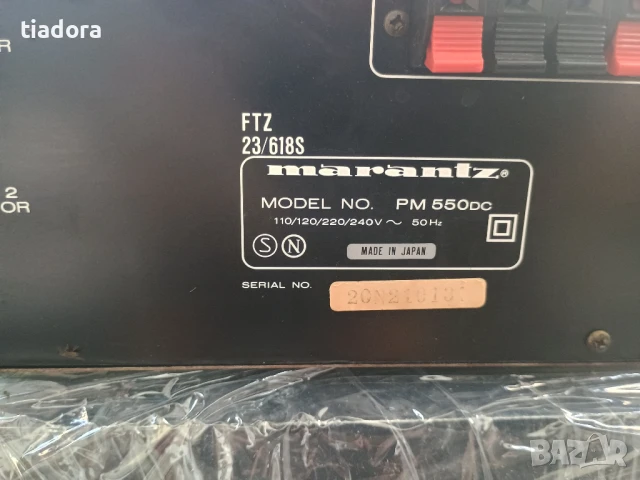 tiadora
R
FTZ
23/618S
marantz®
MODEL NO. PM 550DC
110/120/220/240V ~ 50Hz
S N
MADE IN JAPAN
2
OR
SERIAL NO.
BAZAR